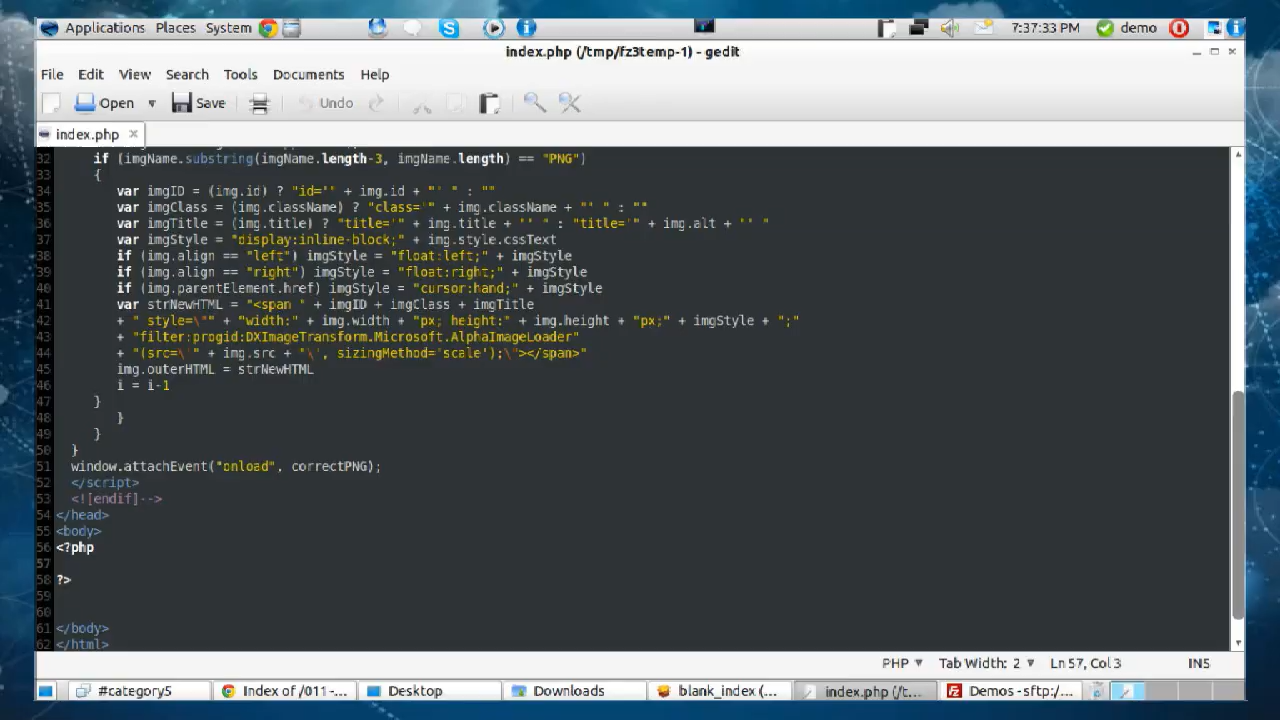 Applications Places System 7:37:33 PM demo
index.php (/tmp/fz3temp-1) - gedit
File Edit View Search Tools Documents Help
Open Save Undo
index.php
32 if (imgName.substring(imgName.length-3, imgName.length) == "PNG")
33 {
34 var imgID = (img.id) ? "id='" + img.id + "' " : ""
35 var imgClass = (img.className) ? "class='" + img.className + "' " : ""
36 var imgTitle = (img.title) ? "title='" + img.title + "' " : "title='" + img.alt + "' "
37 var imgStyle = "display:inline-block;" + img.style.cssText
38 if (img.align == "left") imgStyle = "float:left;" + imgStyle
39 if (img.align == "right") imgStyle = "float:right;" + imgStyle
40 if (img.parentElement.href) imgStyle = "cursor:hand;" + imgStyle
41 var strNewHTML = "<span " + imgID + imgClass + imgTitle
42 + " style=\"" + "width:" + img.width + "px; height:" + img.height + "px;" + imgStyle + ";"
43 + "filter:progid:DXImageTransform.Microsoft.AlphaImageLoader"
44 + "(src=\'" + img.src + "\', sizingMethod='scale');\"></span>"
45 img.outerHTML = strNewHTML
46 i = i-1
47 }
48 }
49 }
50 }
51 window.attachEvent("onload", correctPNG);
52 </script>
53 <![endif]-->
54 </head>
55 <body>
56 <?php
57
58 ?>
59
60
61 </body>
62 </html>
PHP Tab Width: 2 Ln 57, Col 3 INS
#category5 Index of /011-... Desktop Downloads blank_index (... index.php (/t... Demos - sftp:/...